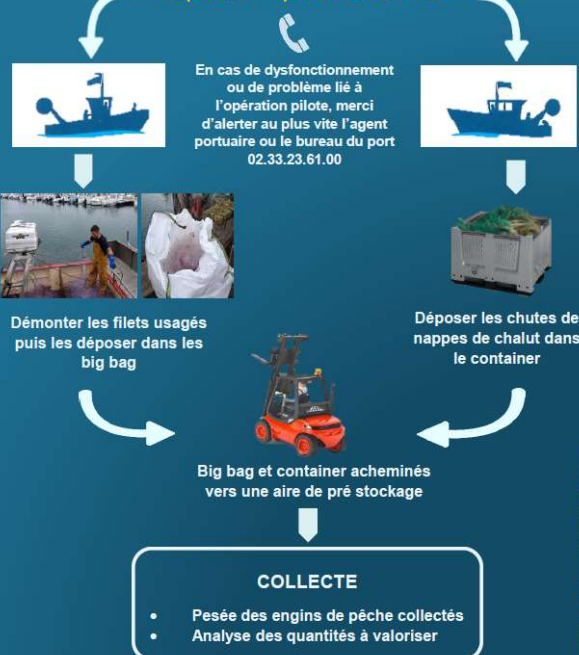 En cas de dysfonctionnement
ou de problème lié à
l'opération pilote, merci
d'alerter au plus vite l'agent
portuaire ou le bureau du port
02.33.23.61.00
Démonter les filets usagés
puis les déposer dans les
big bag
Déposer les chutes de
nappes de chalut dans
le container
Big bag et container acheminés
vers une aire de pré stockage
COLLECTE
• Pesée des engins de pêche collectés
• Analyse des quantités à valoriser